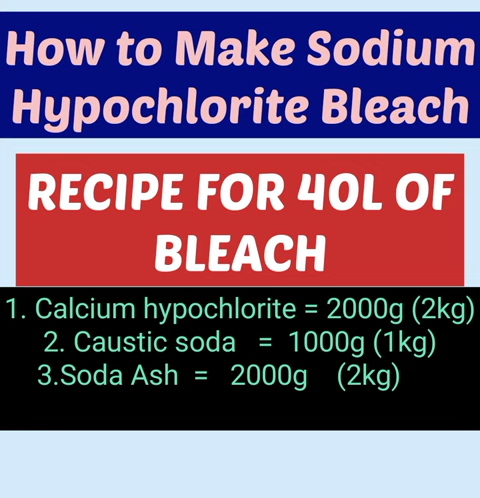 How to Make Sodium
Hypochlorite Bleach
RECIPE FOR 40L OF
BLEACH
1. Calcium hypochlorite = 2000g (2kg)
2. Caustic soda = 1000g (1kg)
3.Soda Ash = 2000g (2kg)